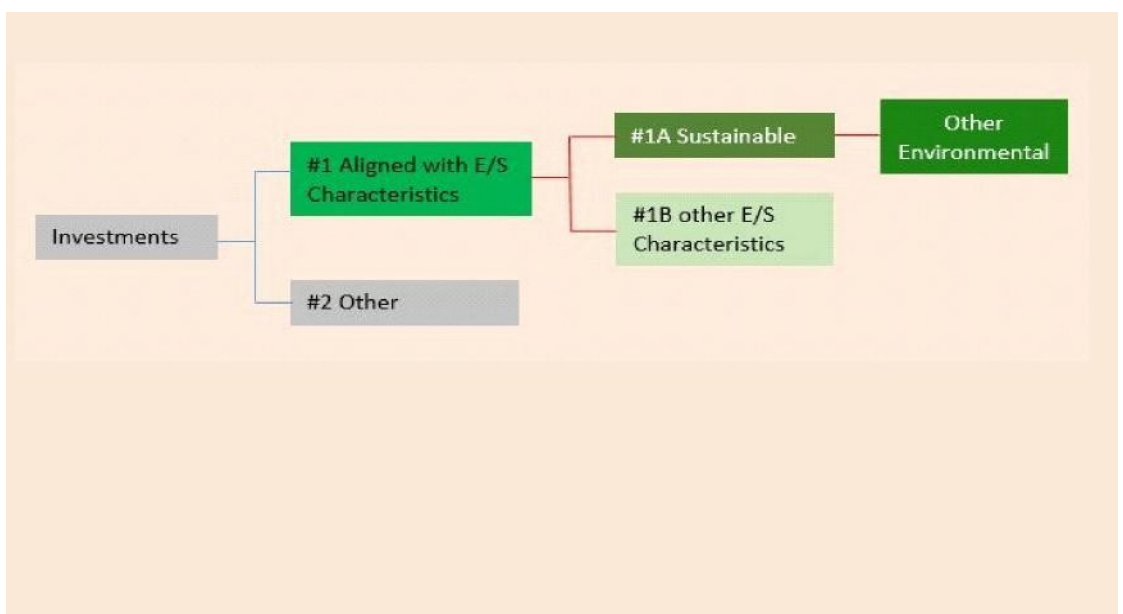 Investments
#1 Aligned with E/S
Characteristics
#2 Other
#1A Sustainable
#1B other E/S
Characteristics
Other
Environmental